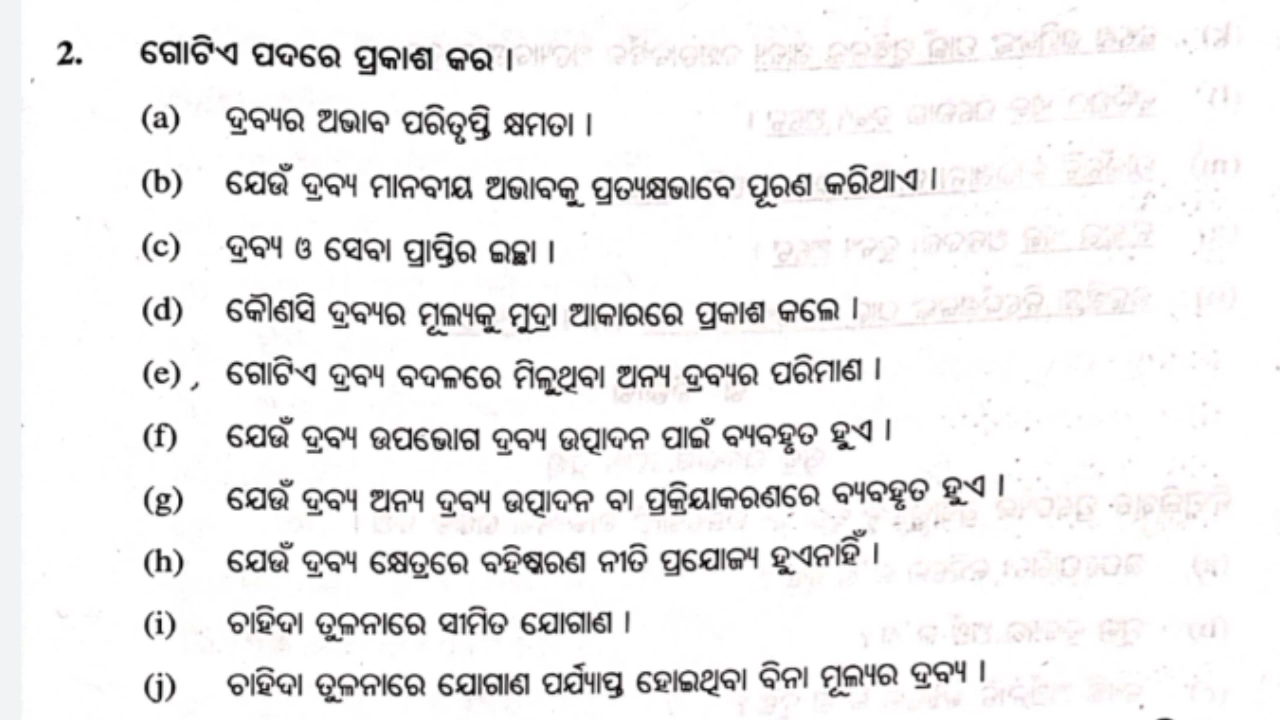 2. ଗୋଟିଏ ପଦରେ ପ୍ରକାଶ କର ।
(a) ଦ୍ରବ୍ୟର ଅଭାବ ପରିତୃପ୍ତି କ୍ଷମତା ।
(b) ଯେଉଁ ଦ୍ରବ୍ୟ ମାନବୀୟ ଅଭାବକୁ ପ୍ରତ୍ୟକ୍ଷଭାବେ ପୂରଣ କରିଥାଏ ।
(c) ଦ୍ରବ୍ୟ ଓ ସେବା ପ୍ରାପ୍ତିର ଇଚ୍ଛା ।
(d) କୌଣସି ଦ୍ରବ୍ୟର ମୂଲ୍ୟକୁ ମୁଦ୍ରା ଆକାରରେ ପ୍ରକାଶ କଲେ ।
(e) ଗୋଟିଏ ଦ୍ରବ୍ୟ ବଦଳରେ ମିଳୁଥିବା ଅନ୍ୟ ଦ୍ରବ୍ୟର ପରିମାଣ ।
(f) ଯେଉଁ ଦ୍ରବ୍ୟ ଉପଭୋଗ ଦ୍ରବ୍ୟ ଉତ୍ପାଦନ ପାଇଁ ବ୍ୟବହୃତ ହୁଏ ।
(g) ଯେଉଁ ଦ୍ରବ୍ୟ ଅନ୍ୟ ଦ୍ରବ୍ୟ ଉତ୍ପାଦନ ବା ପ୍ରକ୍ରିୟାକରଣରେ ବ୍ୟବହୃତ ହୁଏ ।
(h) ଯେଉଁ ଦ୍ରବ୍ୟ କ୍ଷେତ୍ରରେ ବହିଷ୍କରଣ ନୀତି ପ୍ରଯୋଜ୍ୟ ହୁଏନାହିଁ ।
(i) ଚାହିଦା ତୁଳନାରେ ସୀମିତ ଯୋଗାଣ ।
(j) ଚାହିଦା ତୁଳନାରେ ଯୋଗାଣ ପର୍ଯ୍ୟାପ୍ତ ହୋଇଥିବା ବିନା ମୂଲ୍ୟର ଦ୍ରବ୍ୟ ।